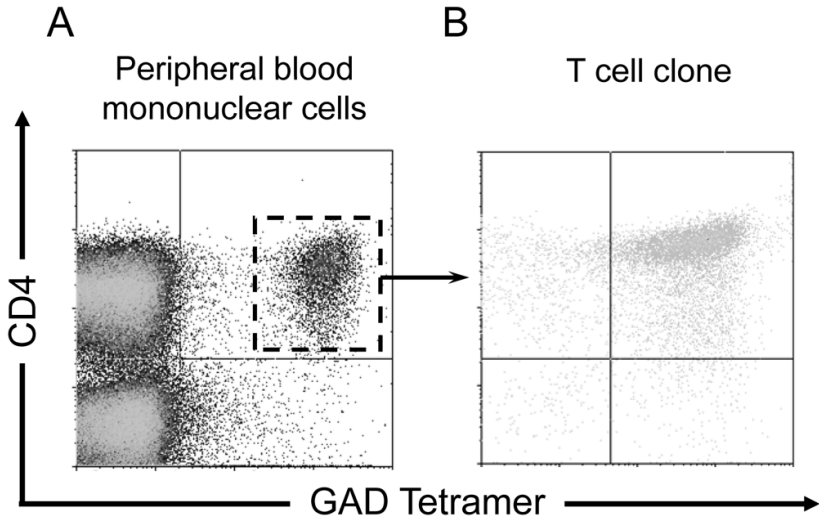 A
Peripheral blood
mononuclear cells
B
T cell clone
CD4
GAD Tetramer